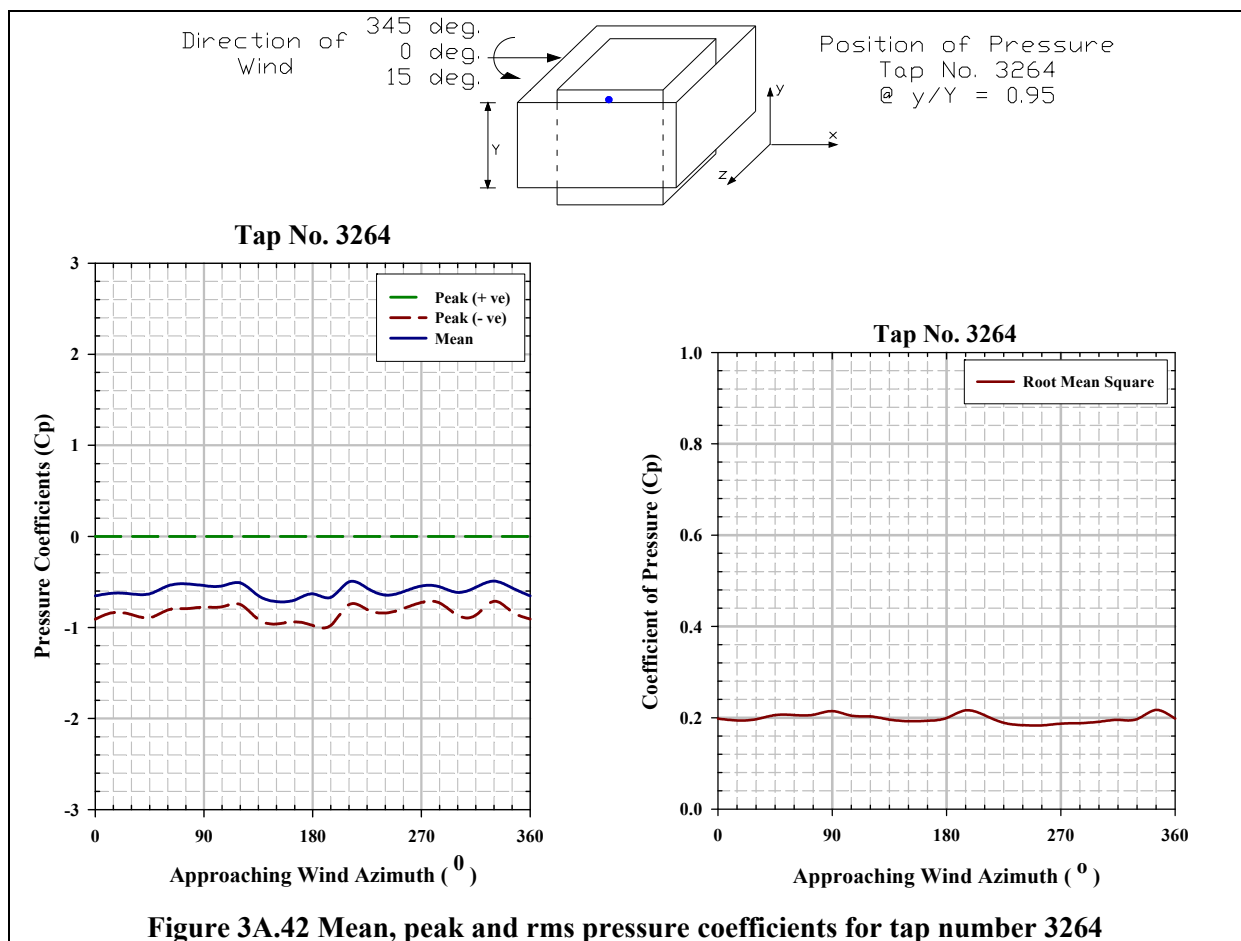 Direction of Wind
345 deg.
0 deg.
15 deg.
Position of Pressure
Tap No. 3264
@ y/Y = 0.95
Y
y
x
z
Tap No. 3264
Peak (+ ve)
Peak (- ve)
Mean
Pressure Coefficients (Cp)
3
2
1
0
-1
-2
-3
0 90 180 270 360
Approaching Wind Azimuth ( 0 )
Tap No. 3264
Root Mean Square
Coefficient of Pressure (Cp)
1.0
0.8
0.6
0.4
0.2
0.0
0 90 180 270 360
Approaching Wind Azimuth ( o )
Figure 3A.42 Mean, peak and rms pressure coefficients for tap number 3264